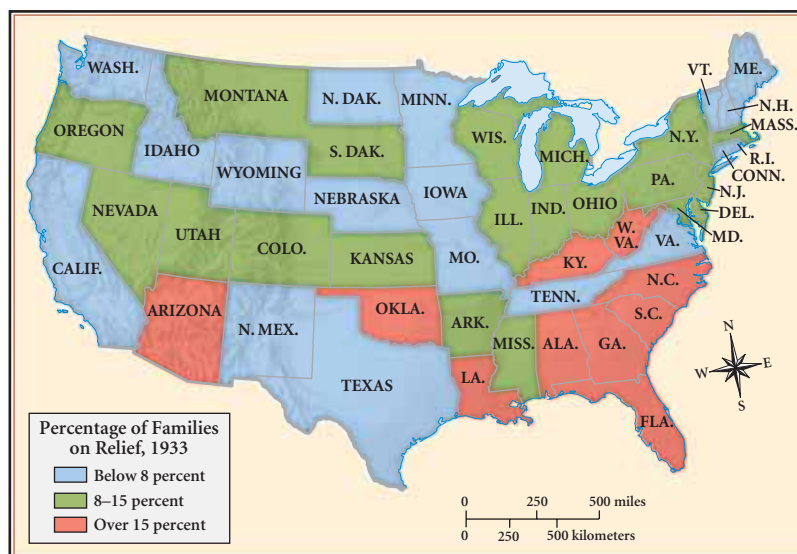 WASH.
MONTANA
N. DAK.
MINN.
VT.
ME.
N.H.
MASS.
OREGON
IDAHO
WYOMING
S. DAK.
WIS.
MICH.
N.Y.
R.I.
CONN.
NEBRASKA
IOWA
PA.
N.J.
NEVADA
UTAH
COLO.
KANSAS
MO.
ILL.
IND.
OHIO
DEL.
MD.
W.
VA.
VA.
KY.
CALIF.
ARIZONA
N. MEX.
OKLA.
ARK.
TENN.
N.C.
S.C.
MISS.
ALA.
GA.
TEXAS
LA.
FLA.
N
W
E
S
Percentage of Families
on Relief, 1933
Below 8 percent
8–15 percent
Over 15 percent
0 250 500 miles
0 250 500 kilometers